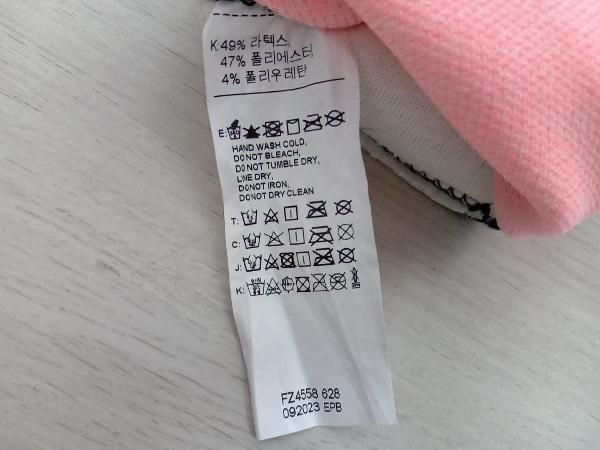 K:49% 라텍스
47% 폴리에스터
4% 폴리우레탄
E:
HAND WASH COLD,
DO NOT BLEACH,
DO NOT TUMBLE DRY,
LINE DRY,
DO NOT IRON,
DO NOT DRY CLEAN
T:
C:
J:
K:
FZ4558 628
092023 EPB